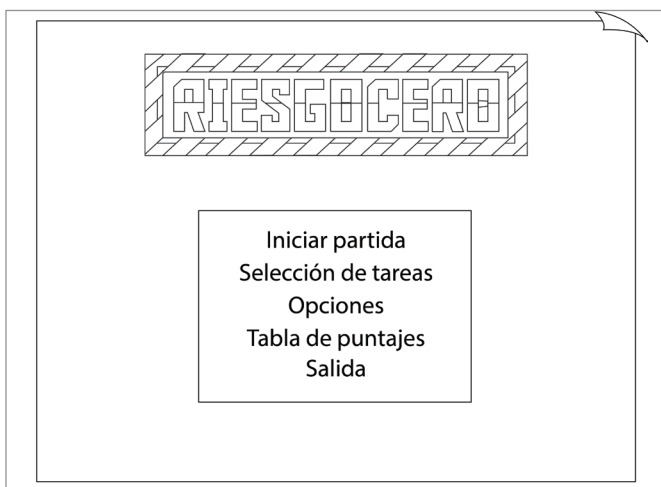 RIESGOCERO
Iniciar partida
Selección de tareas
Opciones
Tabla de puntajes
Salida